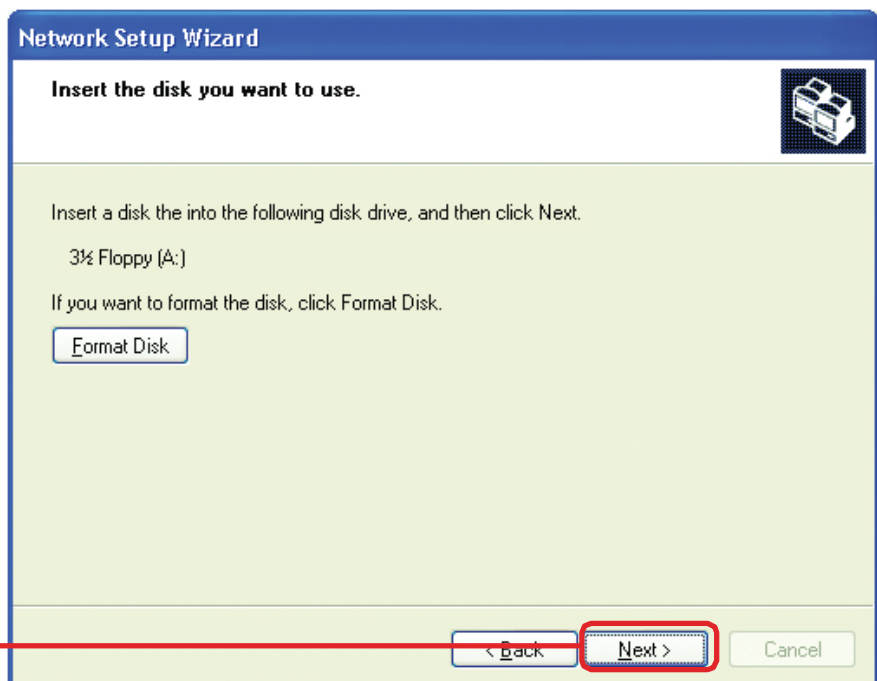 Network Setup Wizard
Insert the disk you want to use.
Insert a disk the into the following disk drive, and then click Next.
3½ Floppy (A:)
If you want to format the disk, click Format Disk.
Format Disk
< Back Next > Cancel